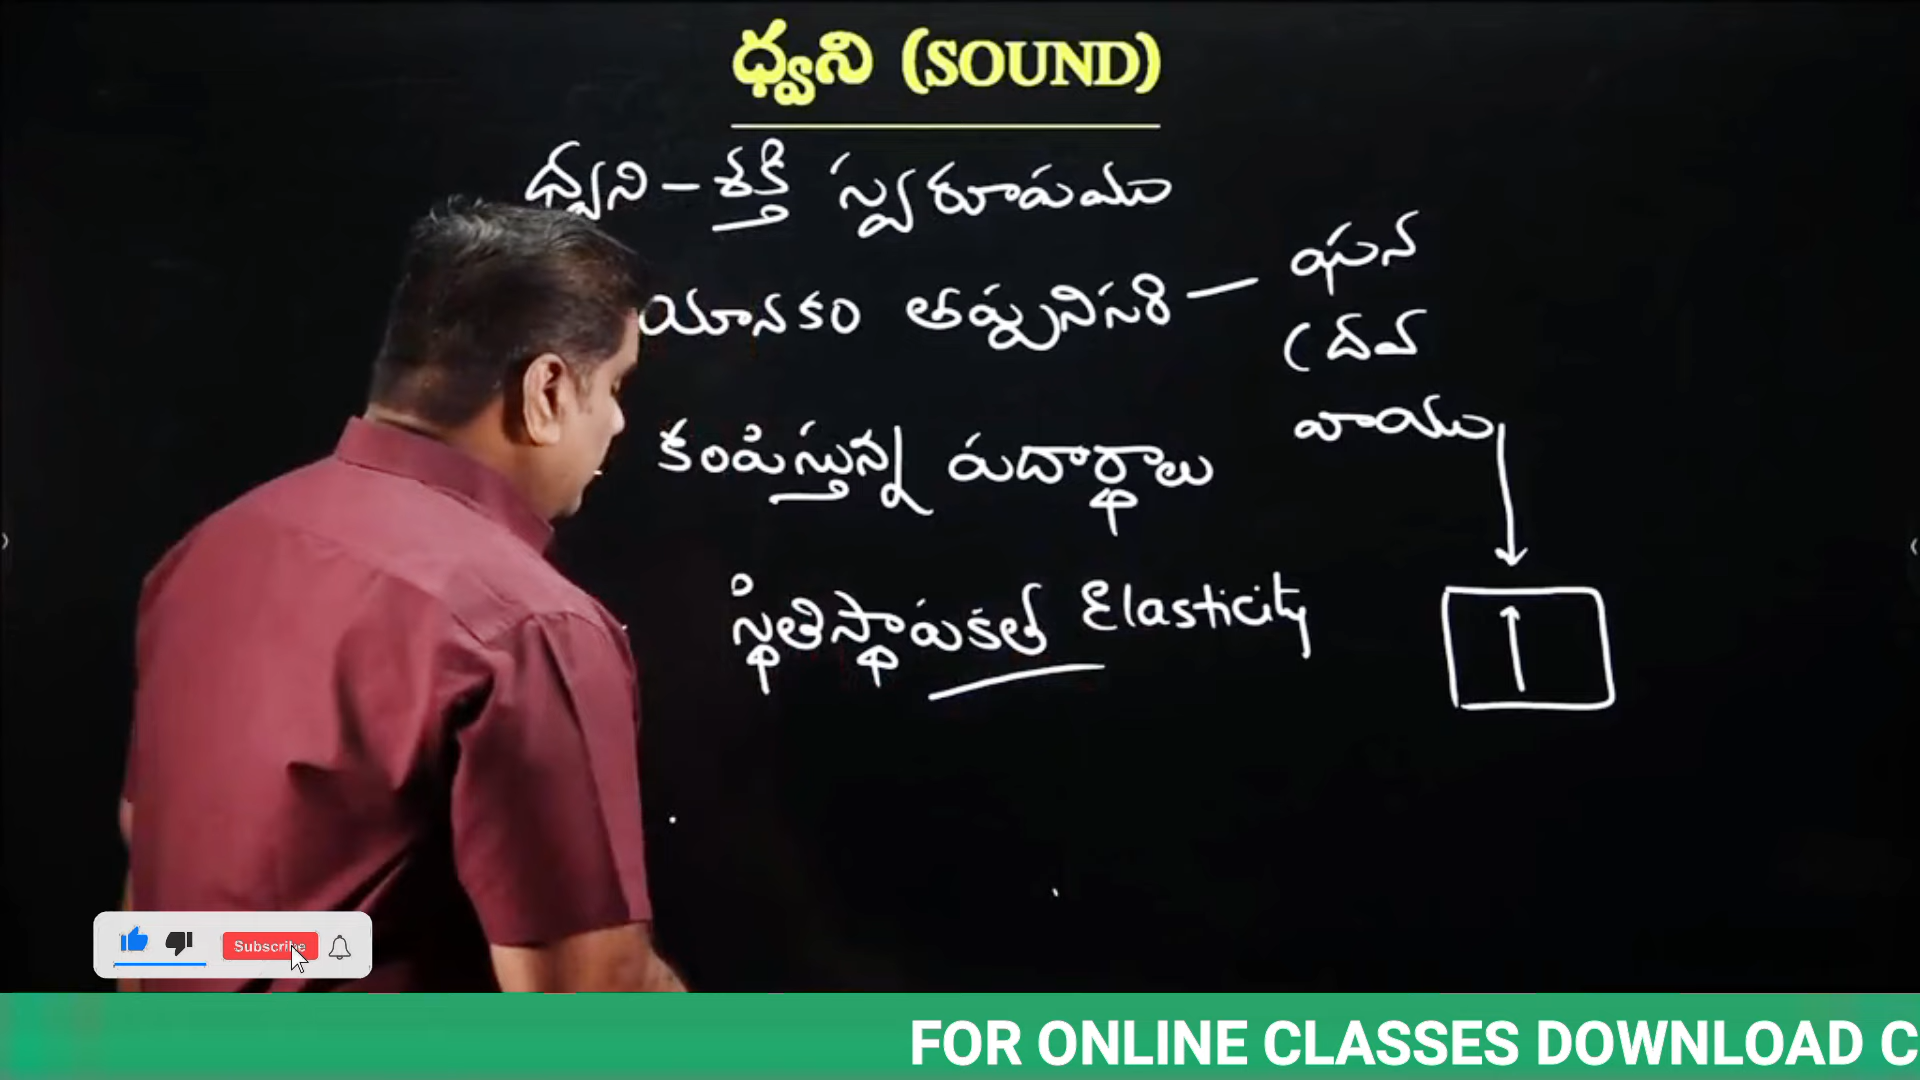 ధ్వని (SOUND)
ధ్వని – శక్తి స్వరూపము
యానకం తప్పనిసరి – ఘన
ద్రవ
వాయు
కంపిస్తున్న పదార్థాలు
స్థితిస్థాపకత Elasticity
Subscribe
FOR ONLINE CLASSES DOWNLOAD C